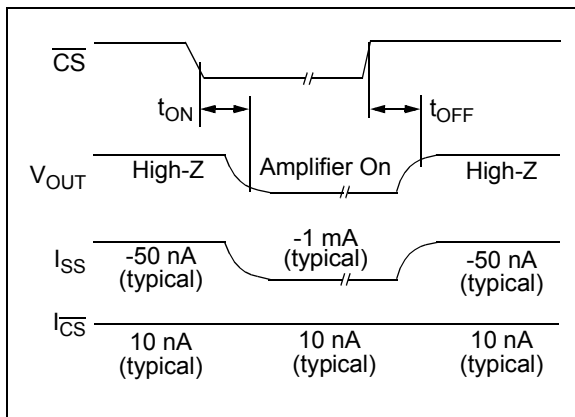 CS
tON
tOFF
VOUT
High-Z
Amplifier On
High-Z
ISS
-50 nA
(typical)
-1 mA
(typical)
-50 nA
(typical)
ICS
10 nA
(typical)
10 nA
(typical)
10 nA
(typical)